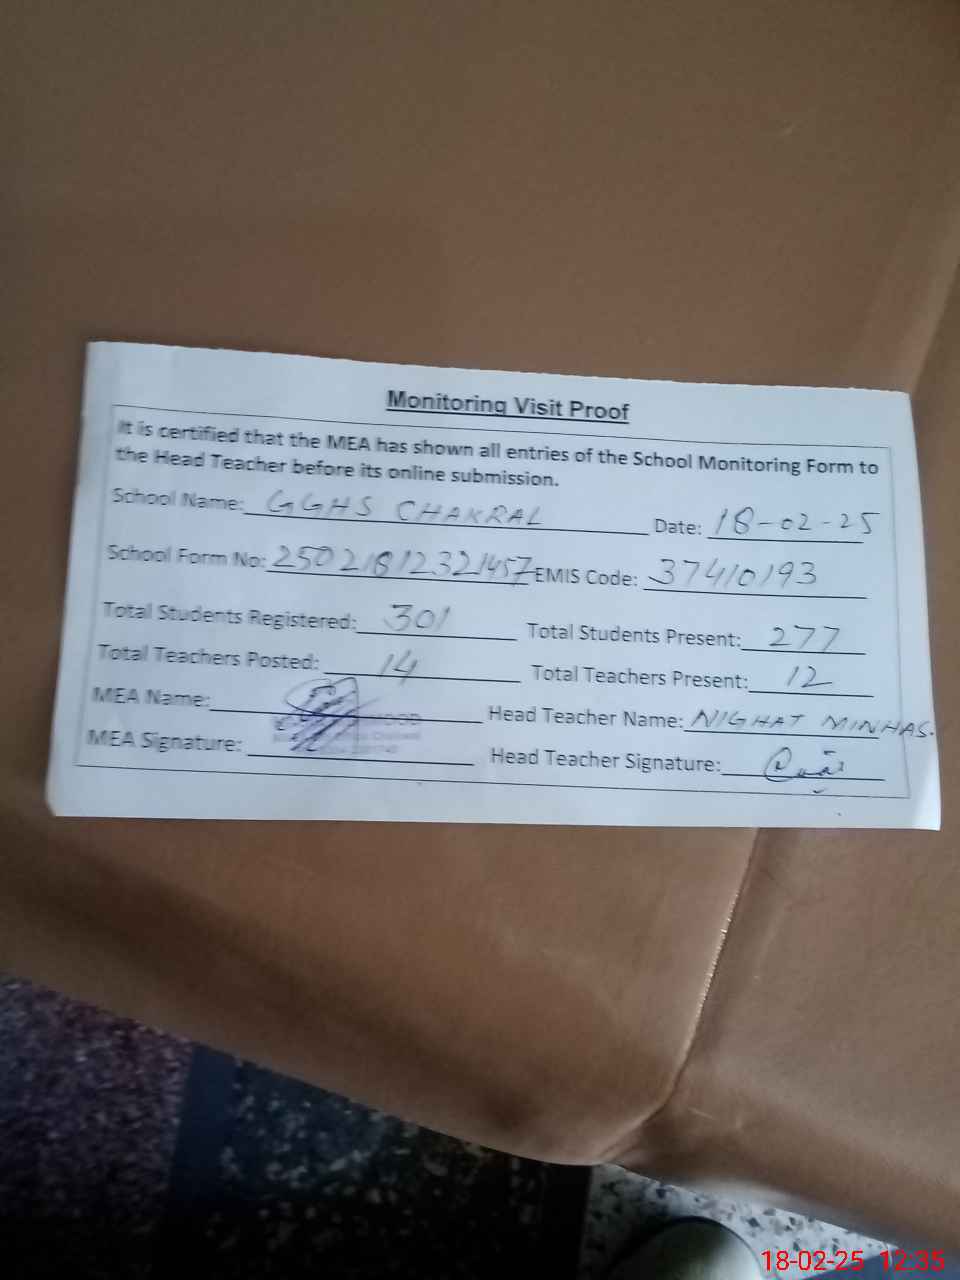 Monitoring Visit Proof
It is certified that the MEA has shown all entries of the School Monitoring Form to
the Head Teacher before its online submission.
School Name: GGHS CHAKRAL Date: 18-02-25
School Form No: 25021812321457 EMIS Code: 37410193
Total Students Registered: 301 Total Students Present: 277
Total Teachers Posted: 14 Total Teachers Present: 12
MEA Name: Head Teacher Name: NIGHAT MINHAS.
MEA Signature: Head Teacher Signature:
18-02-25 12:35